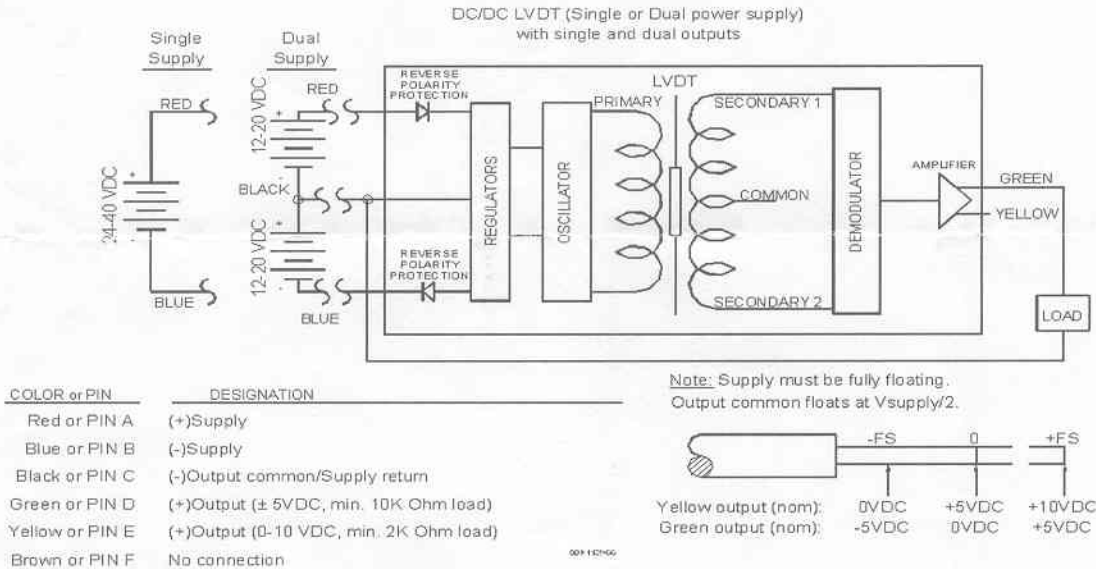 DC/DC LVDT (Single or Dual power supply)
with single and dual outputs
Single
Supply
Dual
Supply
RED
RED
REVERSE
POLARITY
PROTECTION
12-20 VDC
+
-
24-40 VDC
+
-
BLACK
12-20 VDC
+
-
BLUE
BLUE
REVERSE
POLARITY
PROTECTION
REGULATORS
OSCILLATOR
PRIMARY
LVDT
SECONDARY 1
COMMON
SECONDARY 2
DEMODULATOR
AMPLIFIER
GREEN
YELLOW
LOAD
COLOR or PIN DESIGNATION
Red or PIN A (+)Supply
Blue or PIN B (-)Supply
Black or PIN C (-)Output common/Supply return
Green or PIN D (+)Output (± 5VDC, min. 10K Ohm load)
Yellow or PIN E (+)Output (0-10 VDC, min. 2K Ohm load)
Brown or PIN F No connection
Note: Supply must be fully floating.
Output common floats at Vsupply/2.
-FS 0 +FS
Yellow output (nom): 0VDC +5VDC +10VDC
Green output (nom): -5VDC 0VDC +5VDC